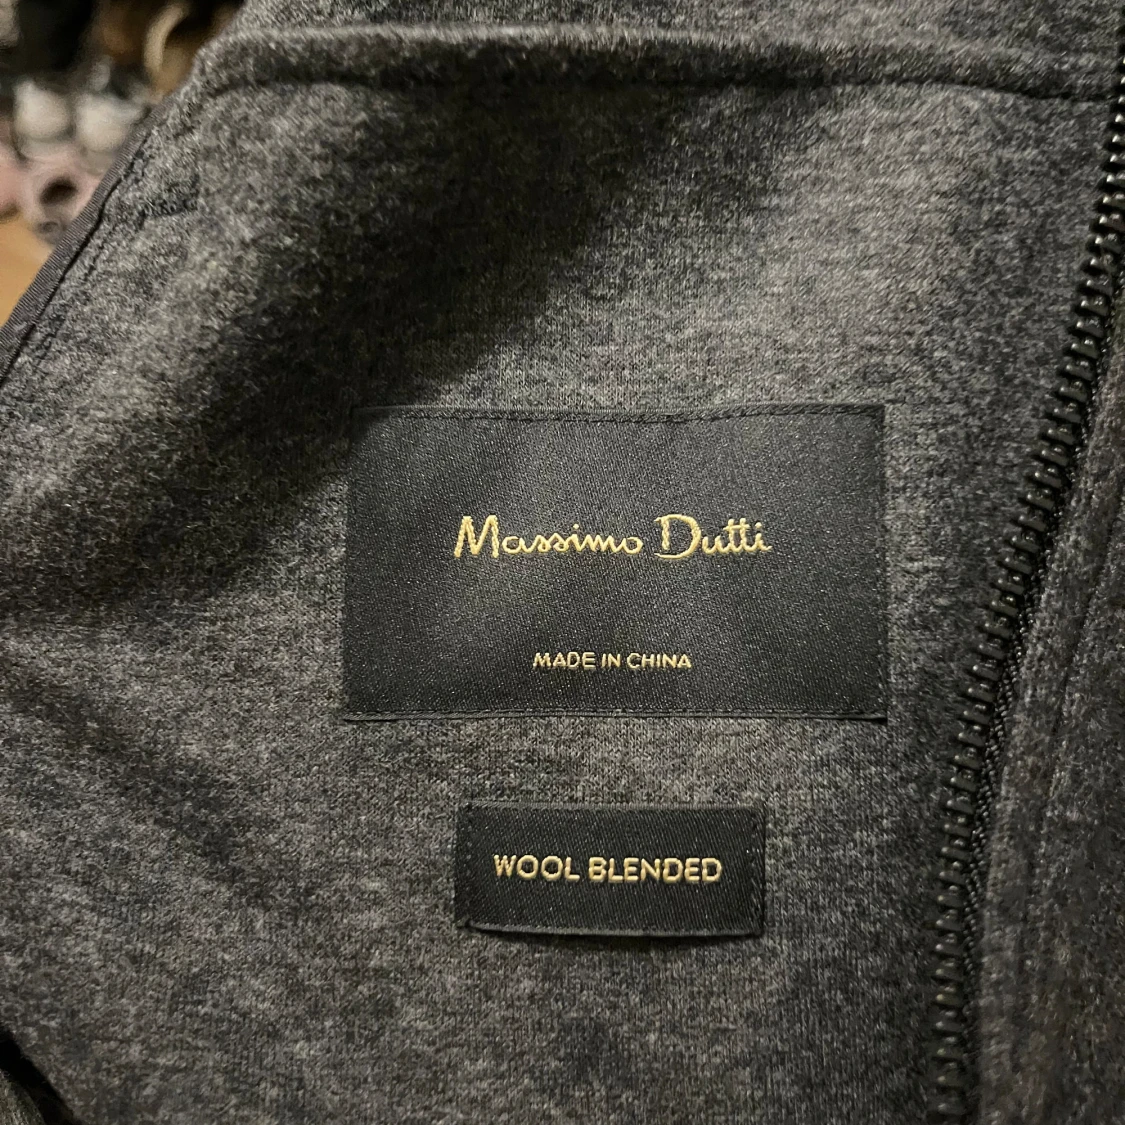 Massimo Dutti
MADE IN CHINA
WOOL BLENDED